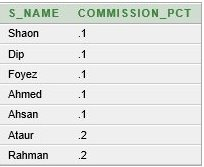 S_NAME COMMISSION_PCT
Shaon .1
Dip .1
Foyez .1
Ahmed .1
Ahsan .1
Ataur .2
Rahman .2